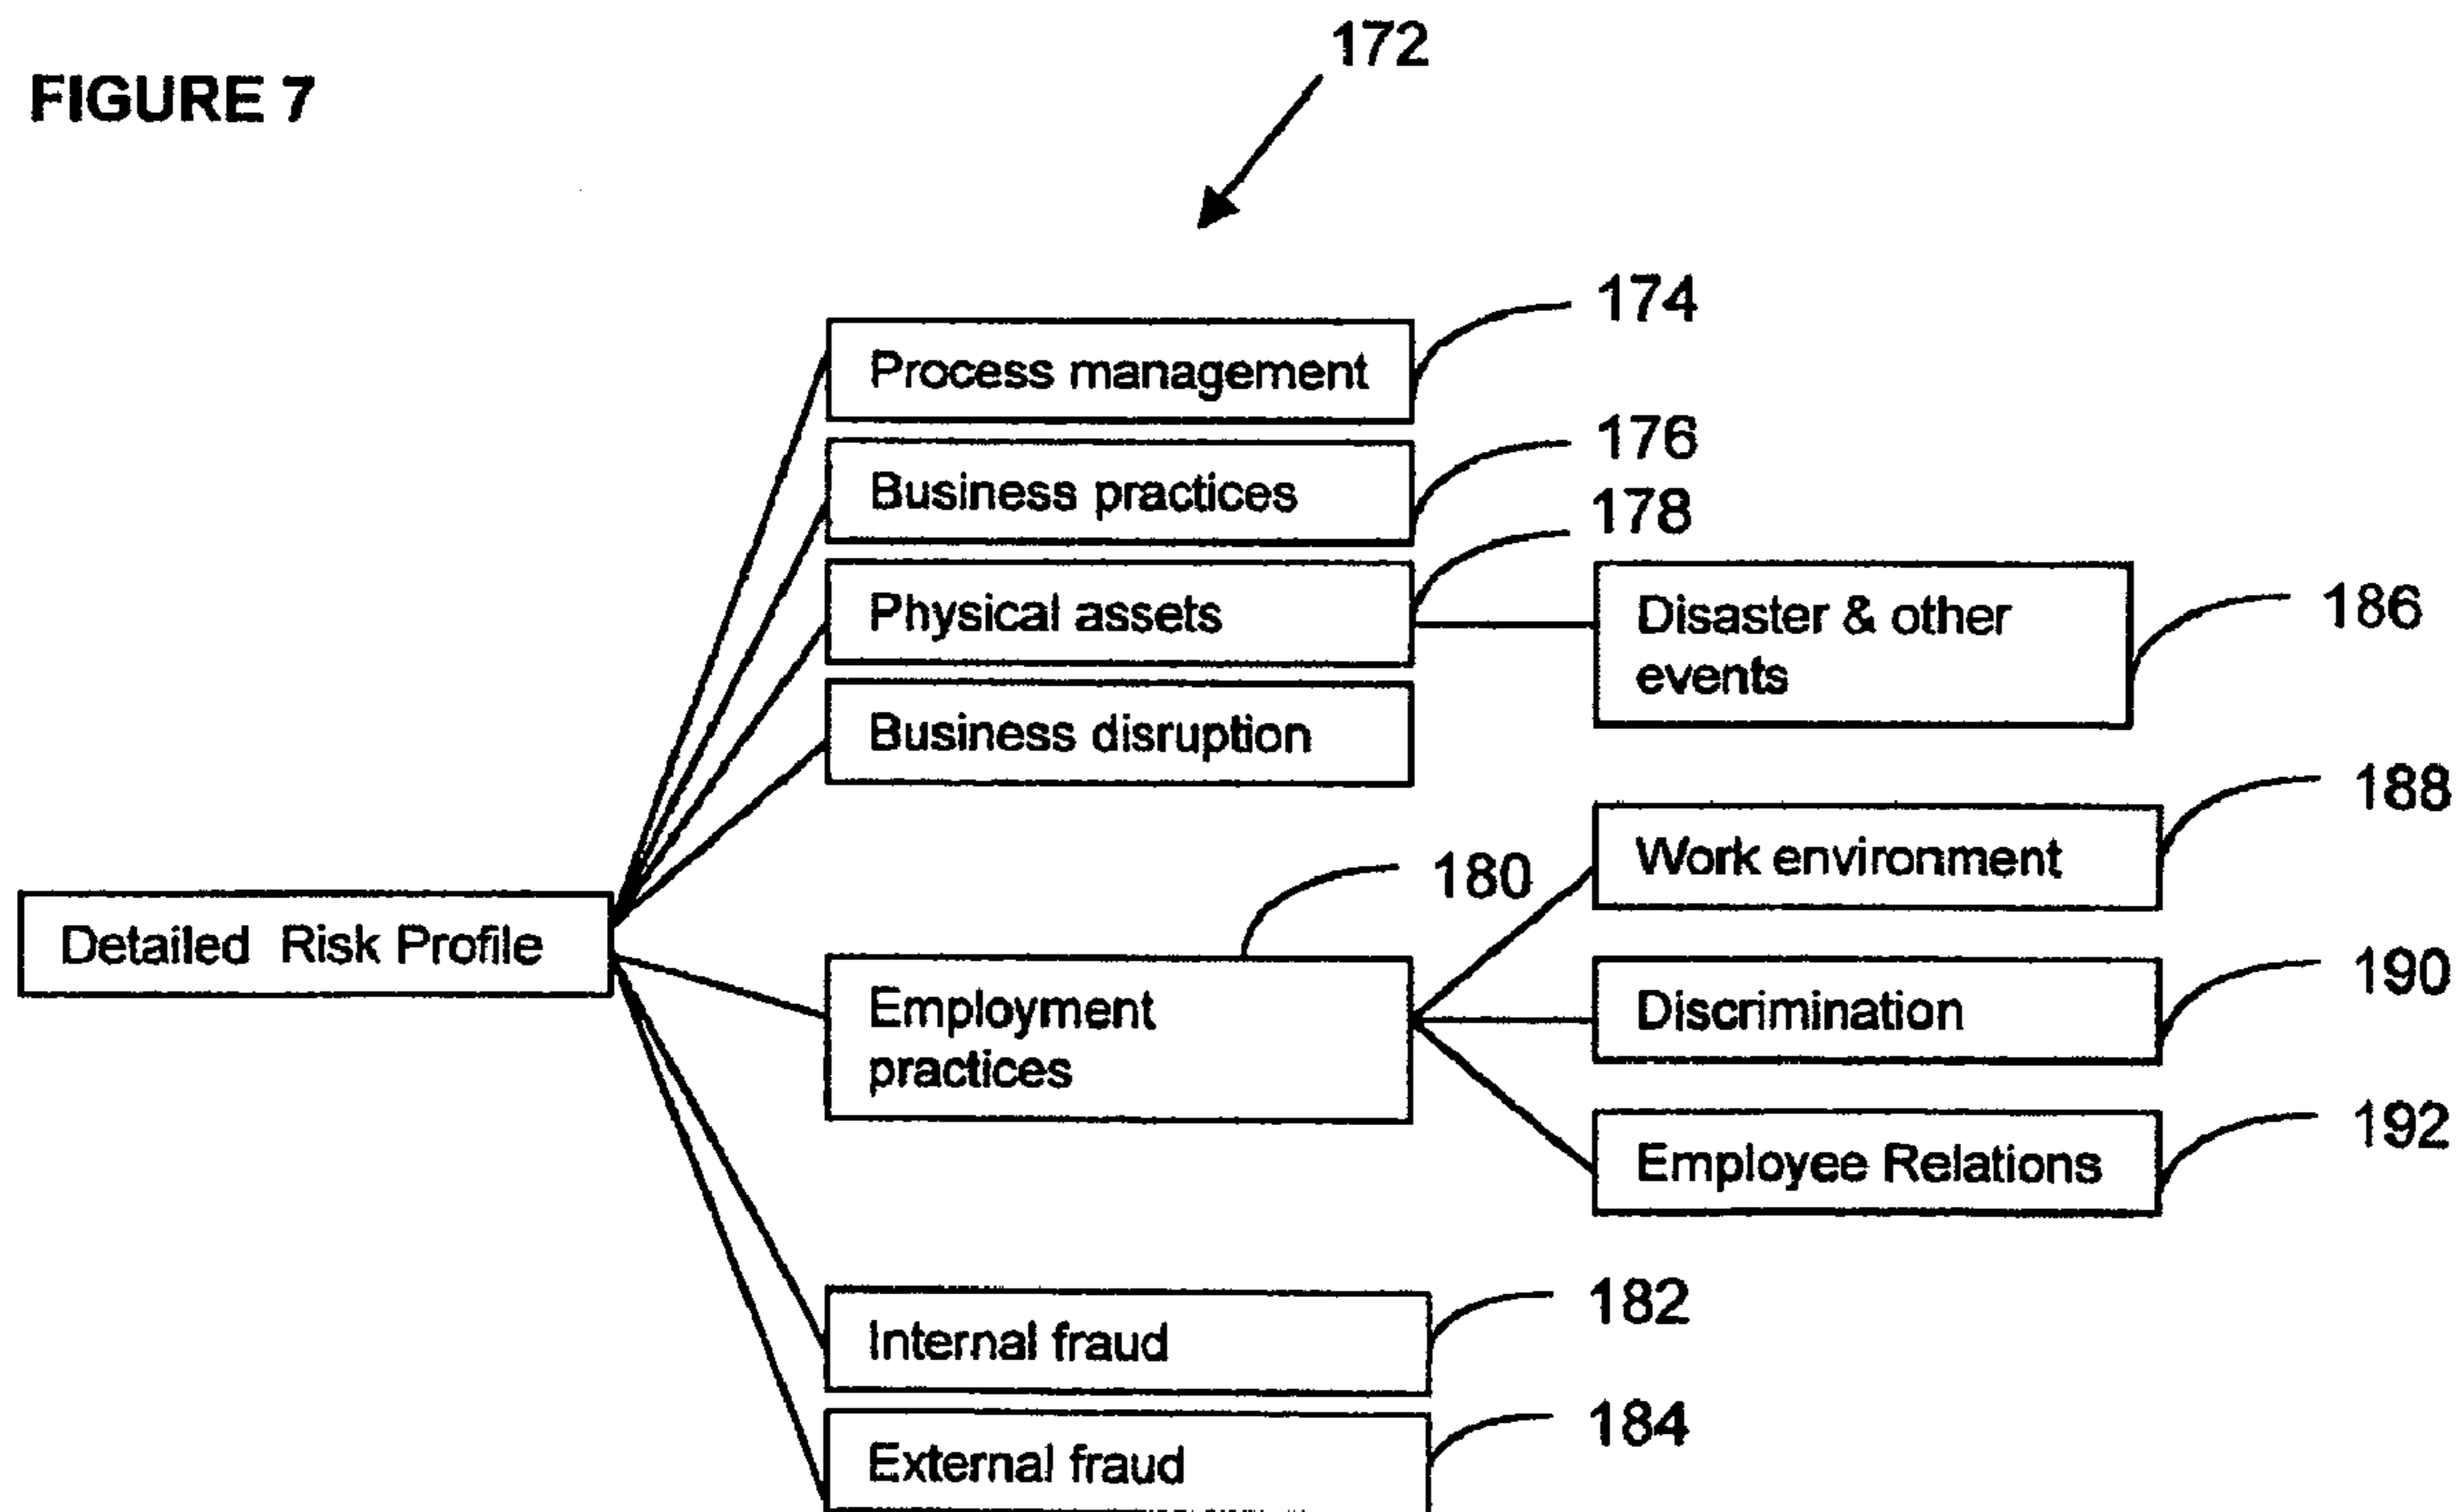 172
FIGURE 7
174
Process management
176
Business practices
178
Physical assets
Disaster & other
events
186
Business disruption
188
Work environment
180
Detailed Risk Profile
190
Employment
practices
Discrimination
192
Employee Relations
182
Internal fraud
184
External fraud